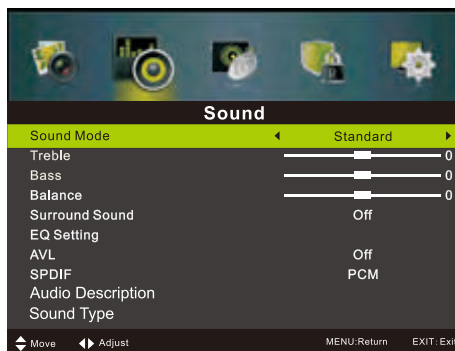 Sound
Sound Mode Standard
Treble 0
Bass 0
Balance 0
Surround Sound Off
EQ Setting
AVL Off
SPDIF PCM
Audio Description
Sound Type
Move Adjust MENU:Return EXIT:Exit